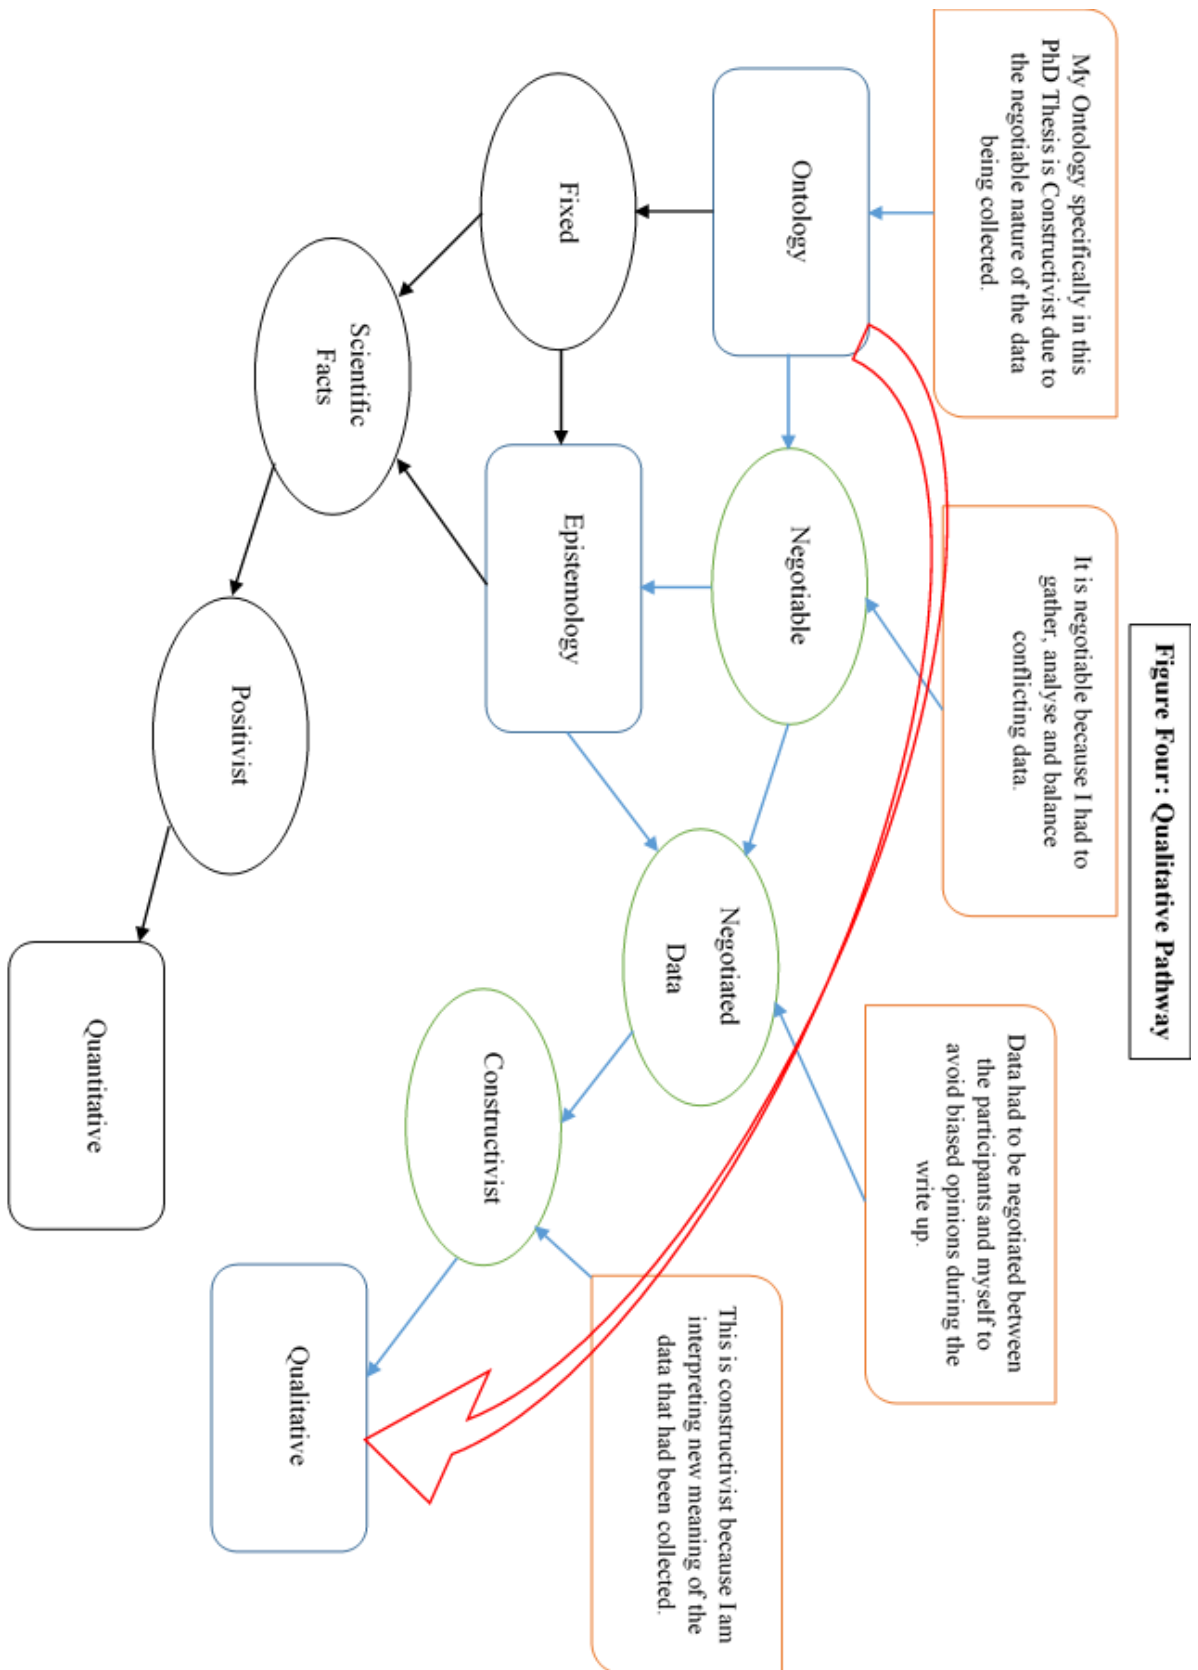 Figure Four : Qualitative Pathway
My Ontology specifically in this
PhD Thesis is Constructivist due to
the negotiable nature of the data
being collected.
It is negotiable because I had to
gather, analyse and balance
conflicting data.
Data had to be negotiated between
the participants and myself to
avoid biased opinions during the
write up.
This is constructivist because I am
interpreting new meaning of the
data that had been collected.
Ontology
Negotiable
Negotiated
Data
Constructivist
Qualitative
Fixed
Epistemology
Scientific
Facts
Positivist
Quantitative